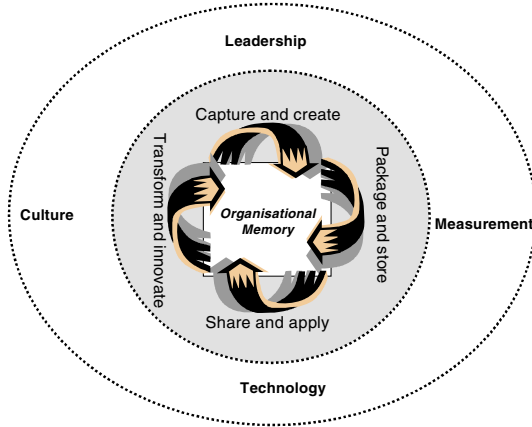 Leadership
Capture and create
Transform and innovate
Package and store
Culture
Organisational
Memory
Measurement
Share and apply
Technology